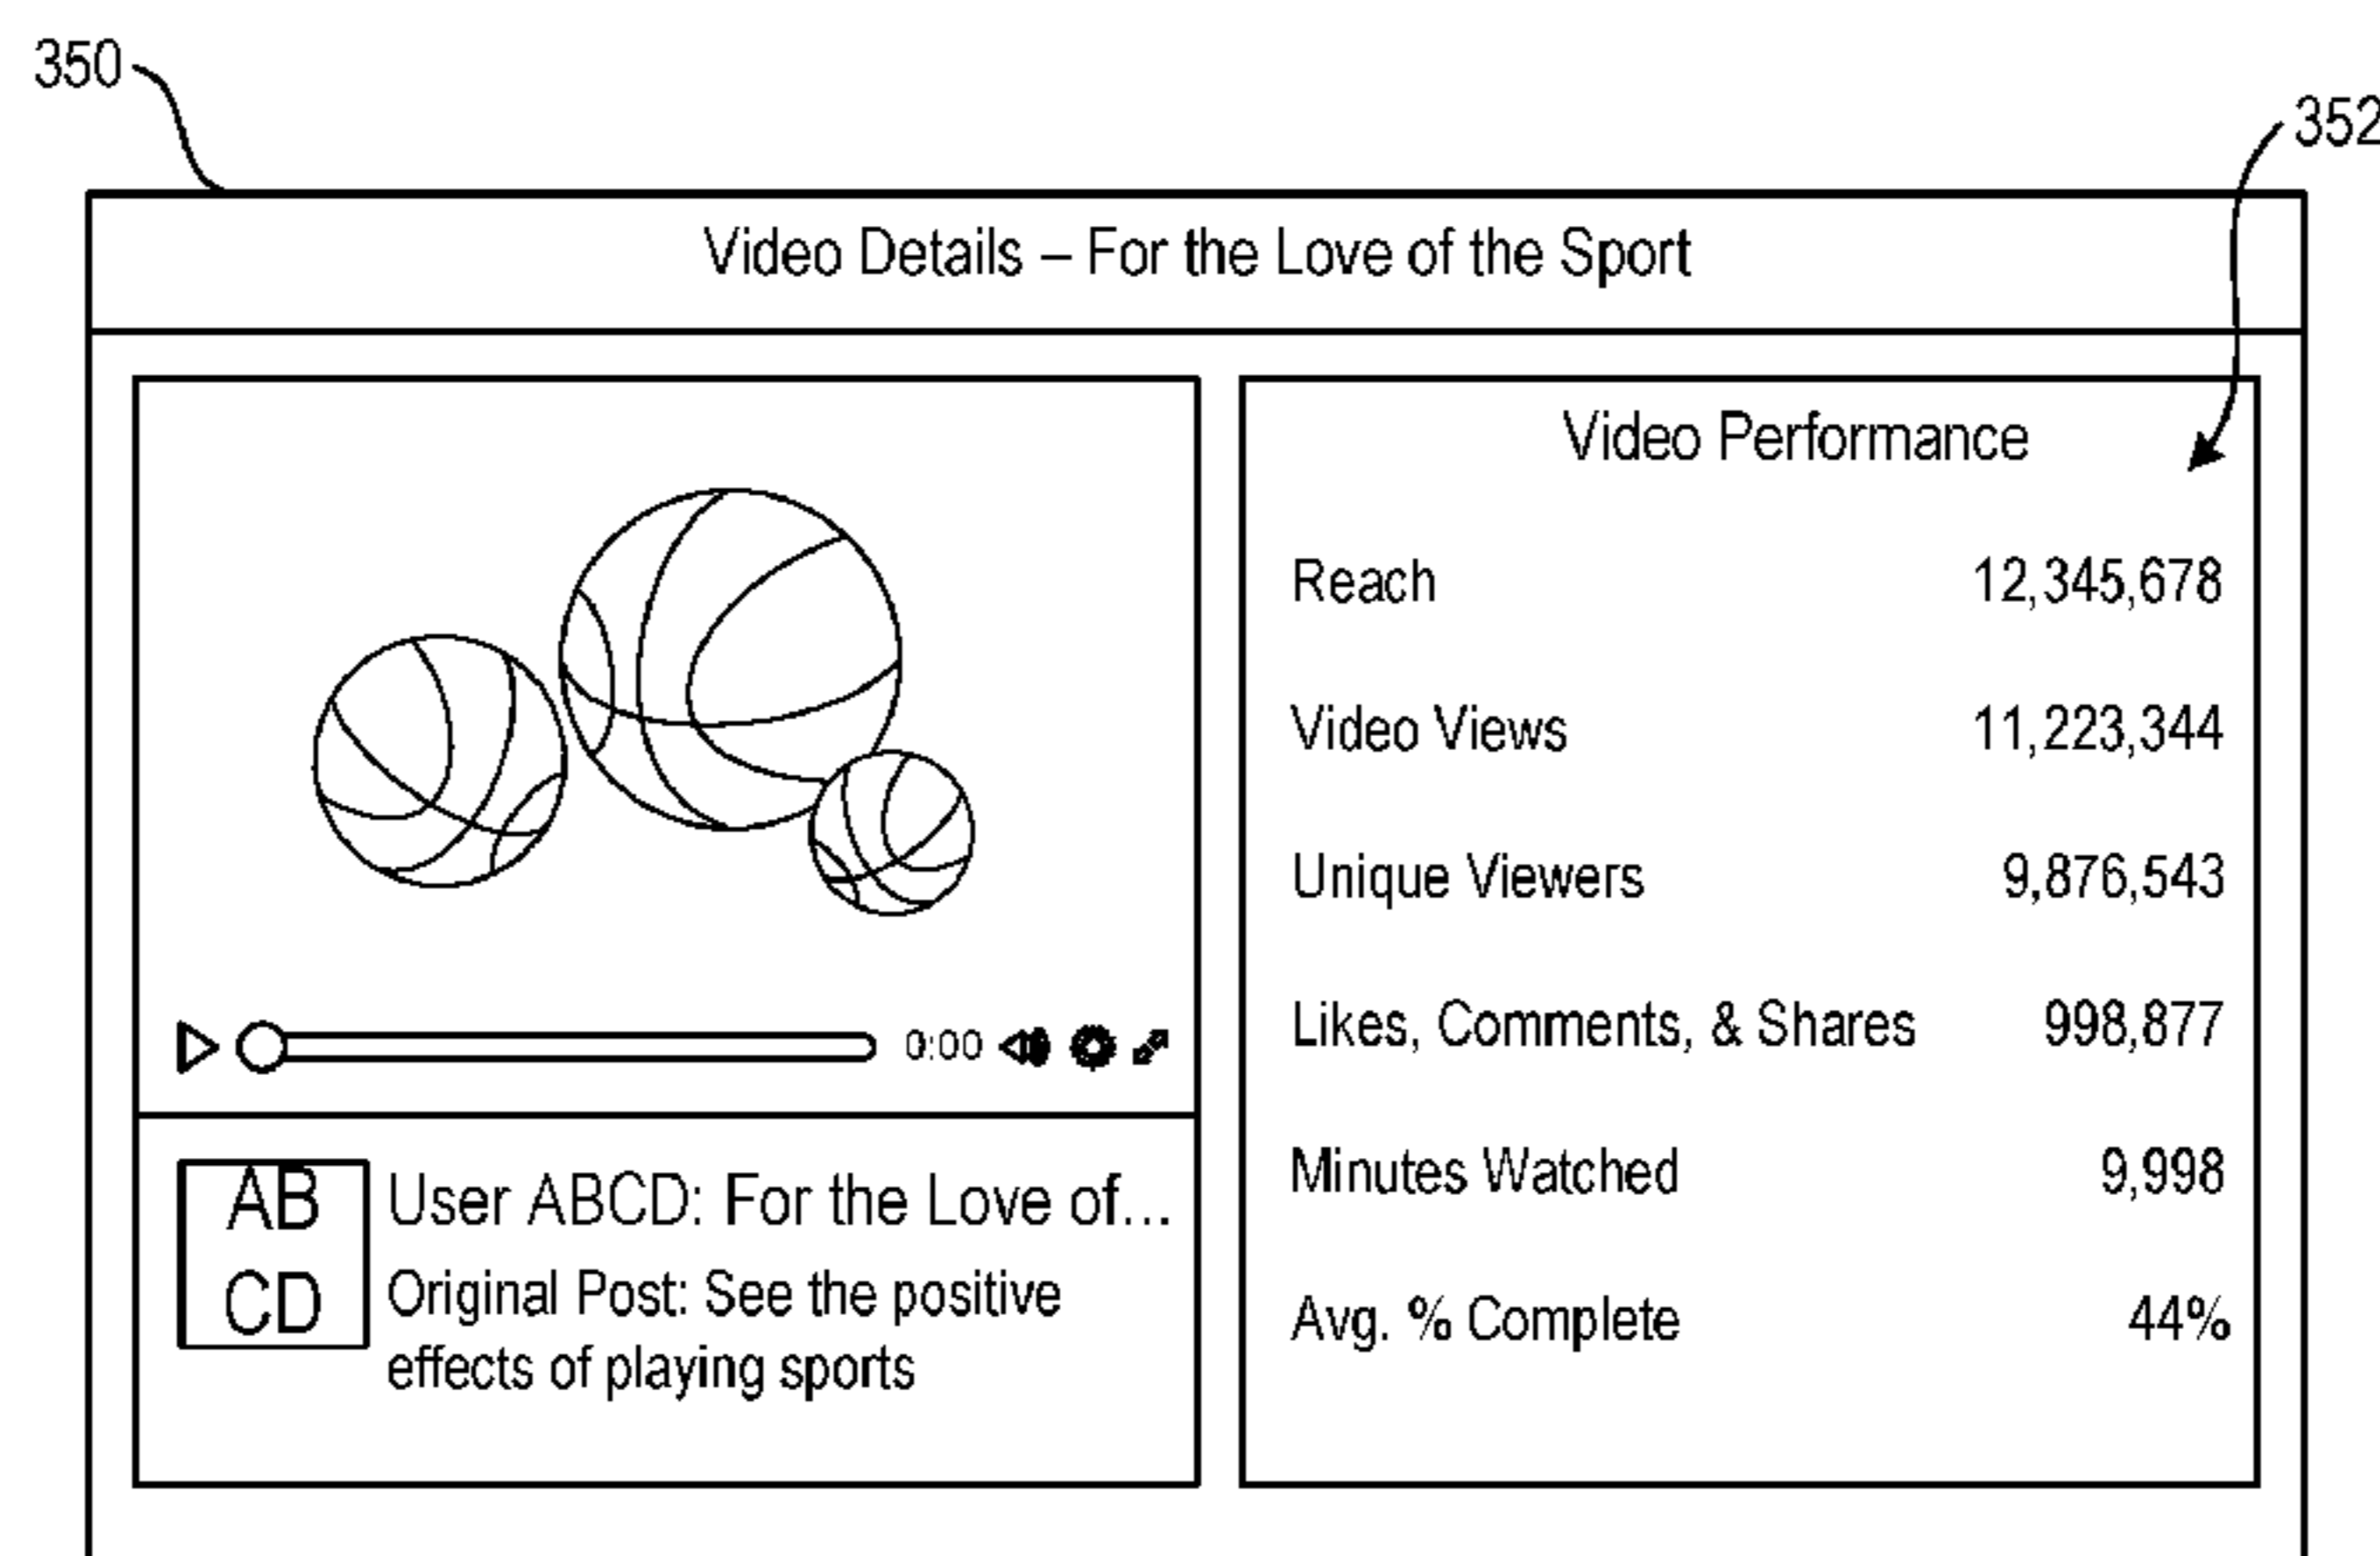 350
352
Video Details – For the Love of the Sport
0:00
AB
CD
User ABCD: For the Love of...
Original Post: See the positive
effects of playing sports
Video Performance
Reach 12,345,678
Video Views 11,223,344
Unique Viewers 9,876,543
Likes, Comments, & Shares 998,877
Minutes Watched 9,998
Avg. % Complete 44%